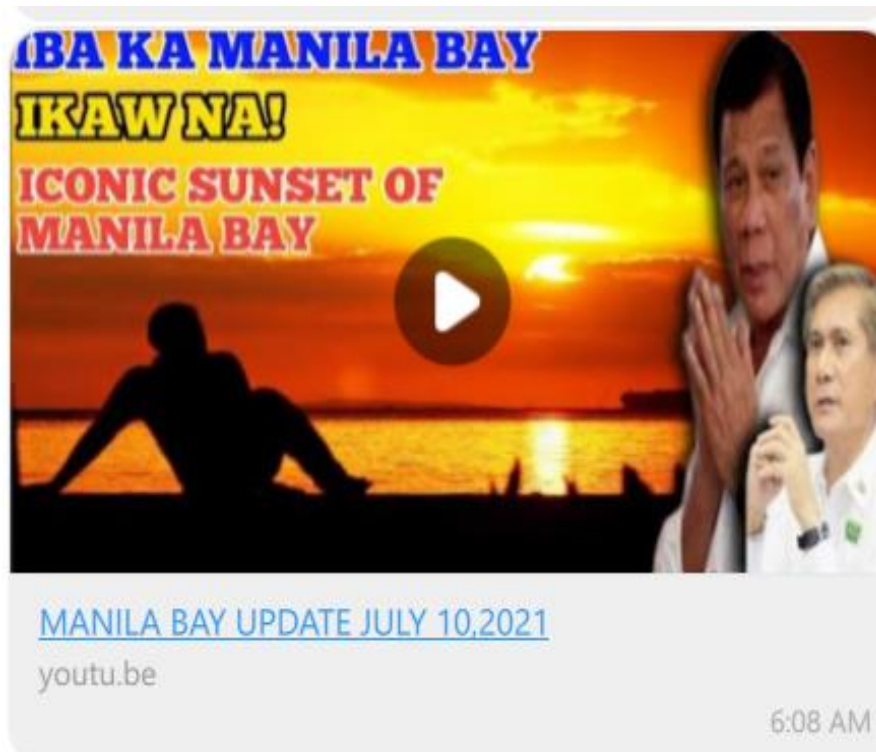 IBA KA MANILA BAY
IKAW NA!
ICONIC SUNSET OF
MANILA BAY
MANILA BAY UPDATE JULY 10,2021
youtu.be
6:08 AM